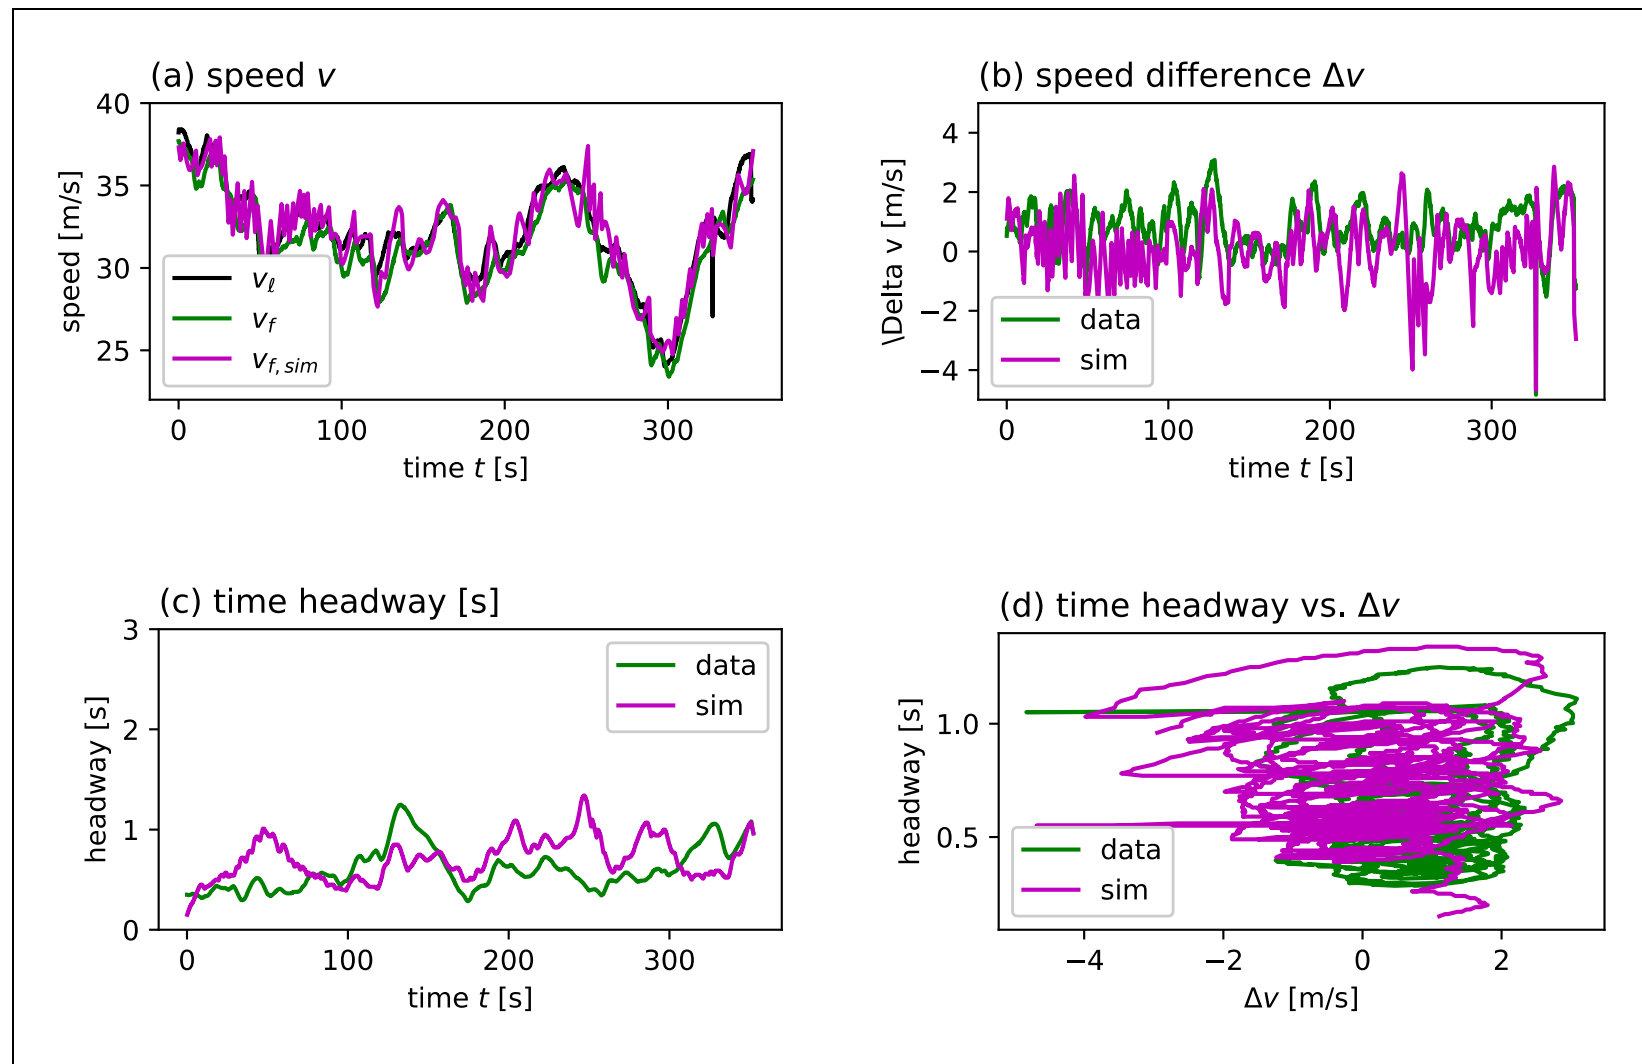 (a) speed v
40
35
30
25
speed [m/s]
v_ℓ
v_f
v_{f, sim}
0 100 200 300
time t [s]
(b) speed difference Δv
4
2
0
−2
−4
\Delta v [m/s]
data
sim
0 100 200 300
time t [s]
(c) time headway [s]
3
2
1
0
headway [s]
data
sim
0 100 200 300
time t [s]
(d) time headway vs. Δv
1.0
0.5
headway [s]
data
sim
−4 −2 0 2
Δv [m/s]